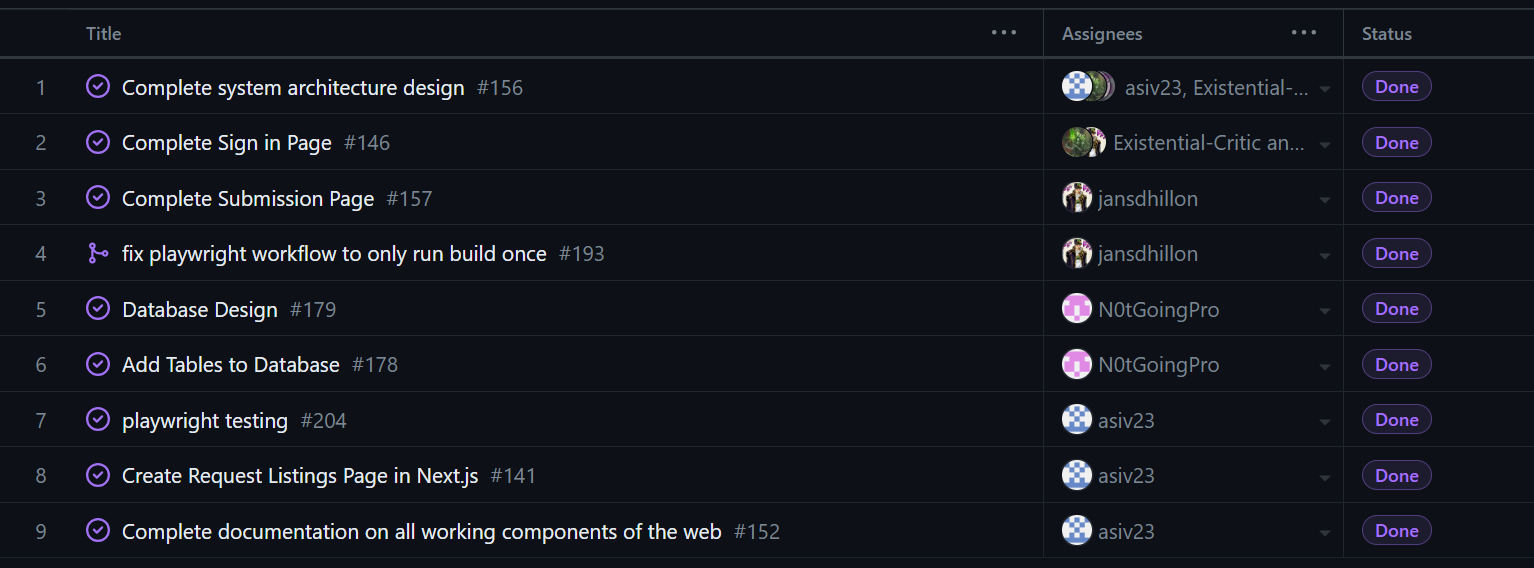 Title ... Assignees ... Status
1 Complete system architecture design #156 asiv23, Existential-... Done
2 Complete Sign in Page #146 Existential-Critic an... Done
3 Complete Submission Page #157 jansdhillon Done
4 fix playwright workflow to only run build once #193 jansdhillon Done
5 Database Design #179 N0tGoingPro Done
6 Add Tables to Database #178 N0tGoingPro Done
7 playwright testing #204 asiv23 Done
8 Create Request Listings Page in Next.js #141 asiv23 Done
9 Complete documentation on all working components of the web #152 asiv23 Done